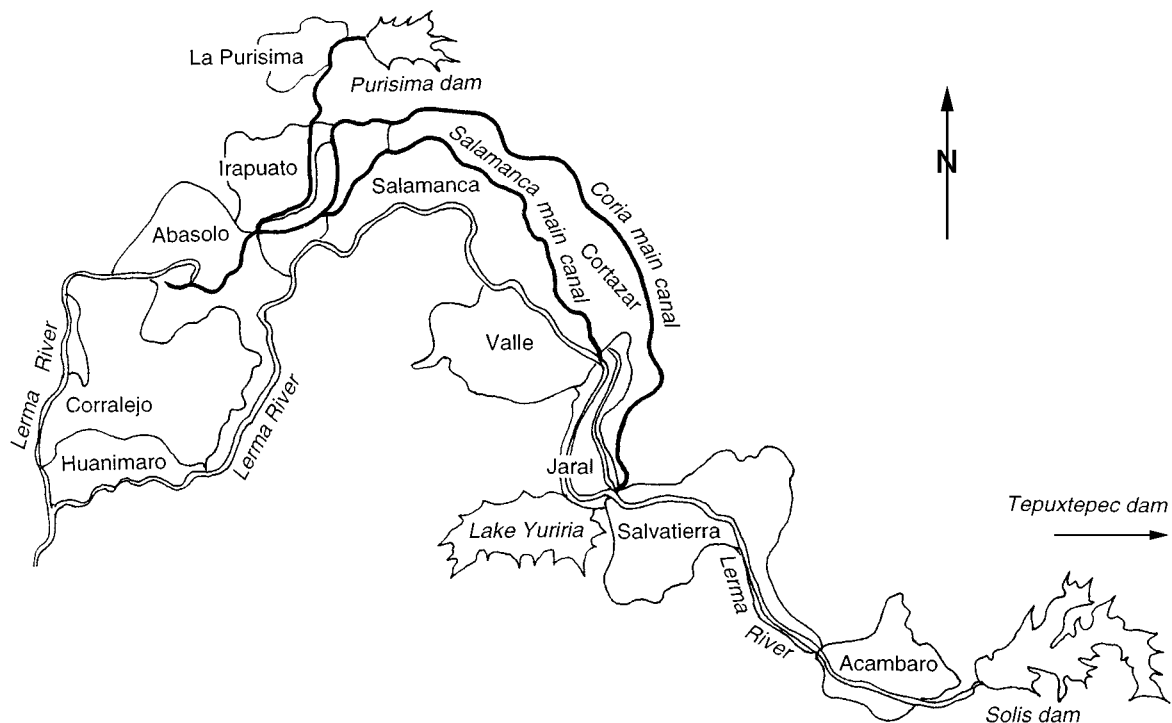 La Purisima
Purisima dam
N
Irapuato
Salamanca
Salamanca main canal
Coria main canal
Cortazar
Abasolo
Valle
Lerma River
Corralejo
Lerma River
Huanimaro
Jaral
Lake Yuriria
Salvatierra
Tepuxtepec dam
Lerma River
Acambaro
Solis dam